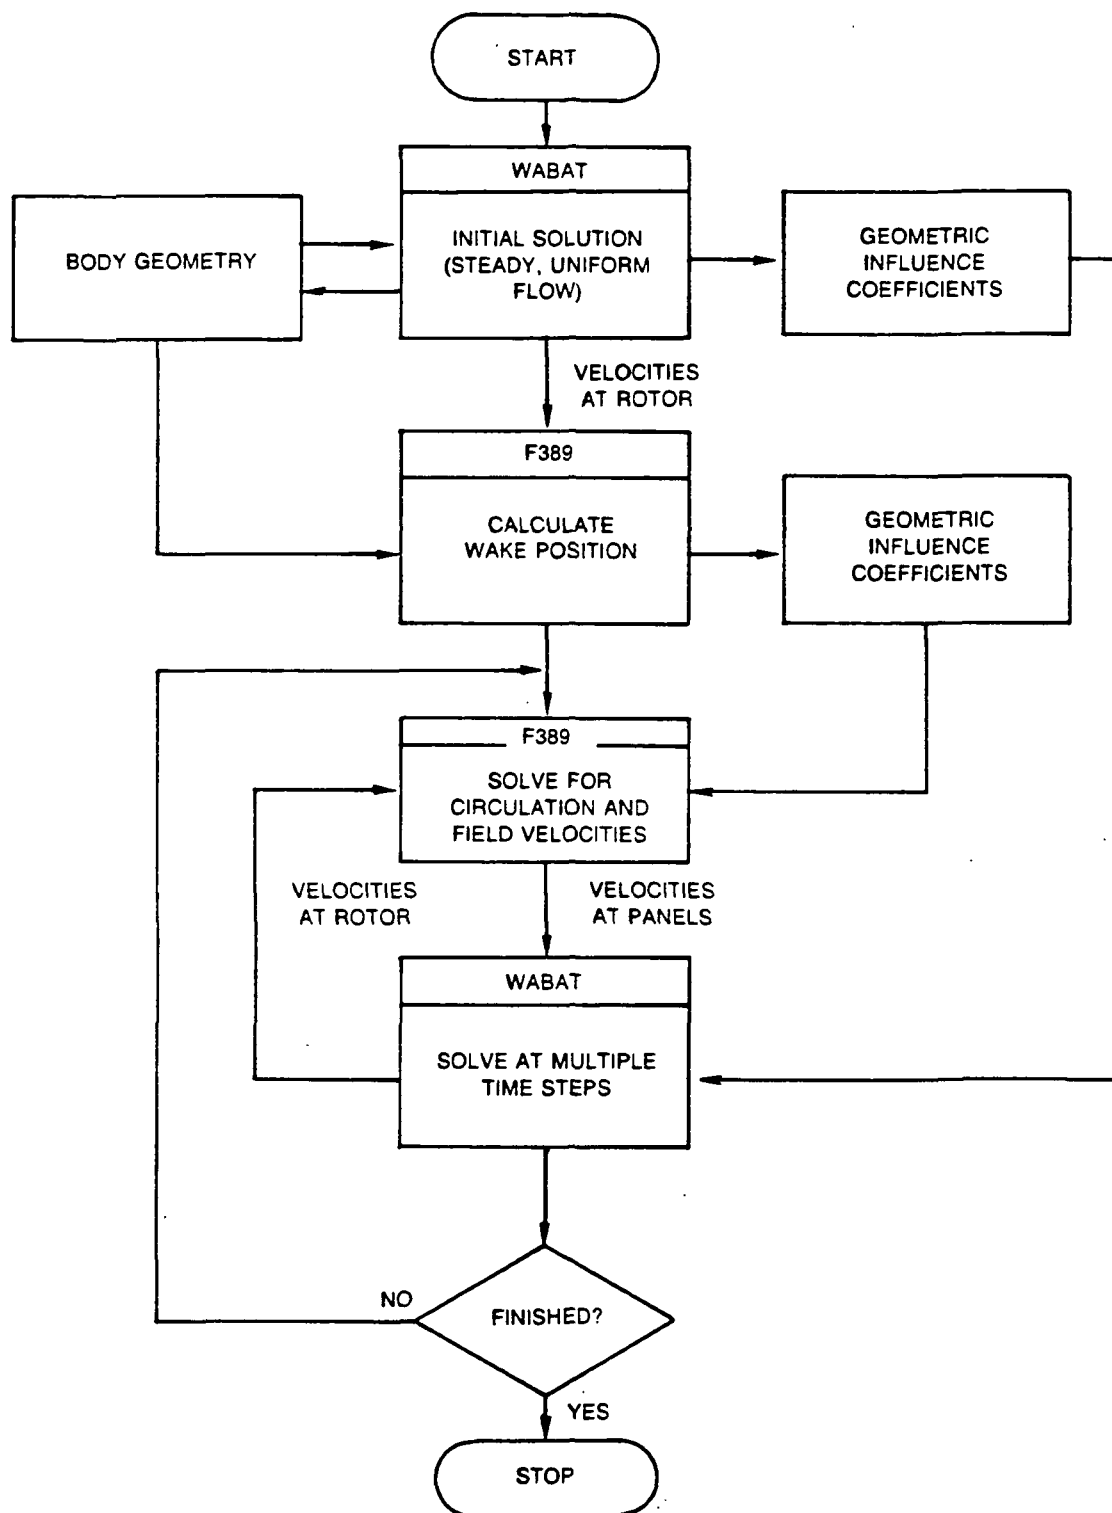 START
WABAT
INITIAL SOLUTION
(STEADY, UNIFORM
FLOW)
BODY GEOMETRY
GEOMETRIC
INFLUENCE
COEFFICIENTS
VELOCITIES
AT ROTOR
F389
CALCULATE
WAKE POSITION
GEOMETRIC
INFLUENCE
COEFFICIENTS
F389
SOLVE FOR
CIRCULATION AND
FIELD VELOCITIES
VELOCITIES
AT ROTOR
VELOCITIES
AT PANELS
WABAT
SOLVE AT MULTIPLE
TIME STEPS
NO
FINISHED?
YES
STOP